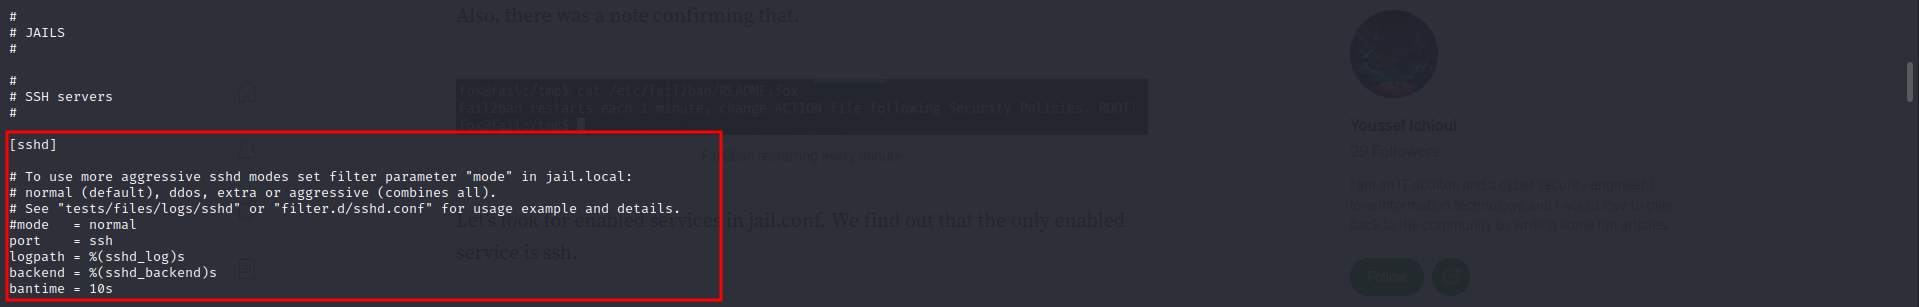 #
# JAILS
#
#
# SSH servers
#
[sshd]
# To use more aggressive sshd modes set filter parameter "mode" in jail.local:
# normal (default), ddos, extra or aggressive (combines all).
# See "tests/files/logs/sshd" or "filter.d/sshd.conf" for usage example and details.
#mode   = normal
port    = ssh
logpath = %(sshd_log)s
backend = %(sshd_backend)s
bantime = 10s
Also, there was a note confirming that.
fox@fail:/tmp$ cat /etc/fail2ban/README.fox
Fail2ban restarts each 1 minute, change ACTION file following Security Policies. ROOT!
fox@fail:/tmp$
Fail2ban restarting every minute
Let's look for enabled services in jail.conf. We find out that the only enabled
service is ssh.
Youssef Ichioui
29 Followers
I am an IT auditor, and a cyber security engineer. I
love information technology, and I would love to give
back to the community by writing some fun articles.
Follow